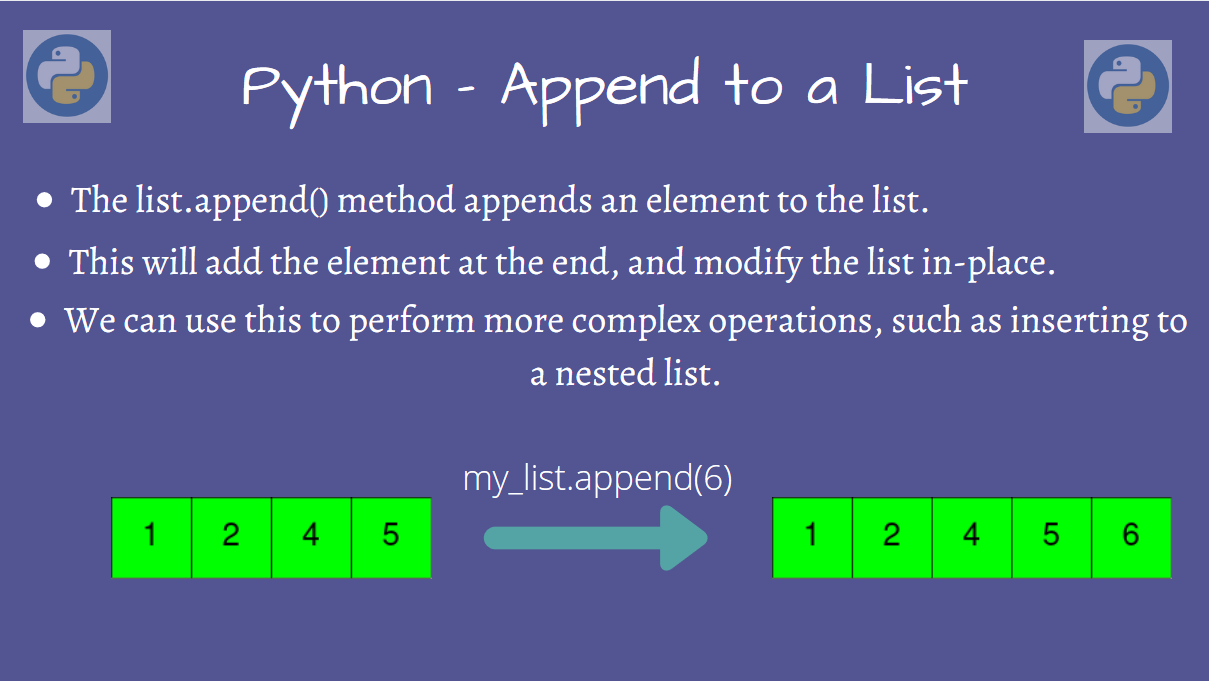 Python - Append to a List
• The list.append() method appends an element to the list.
• This will add the element at the end, and modify the list in-place.
• We can use this to perform more complex operations, such as inserting to
a nested list.
my_list.append(6)
1 2 4 5
1 2 4 5 6